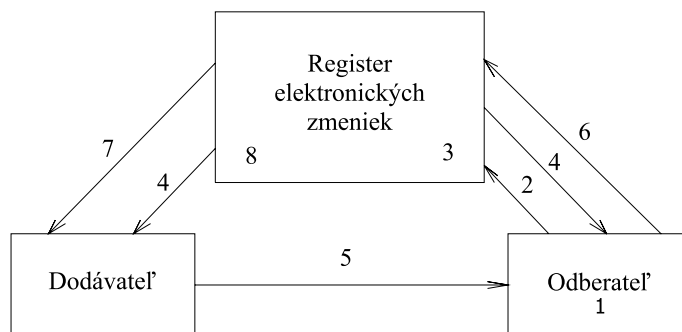 Register
elektronických
zmeniek
8
3
7
4
6
4
2
5
Dodávateľ
Odberateľ
1